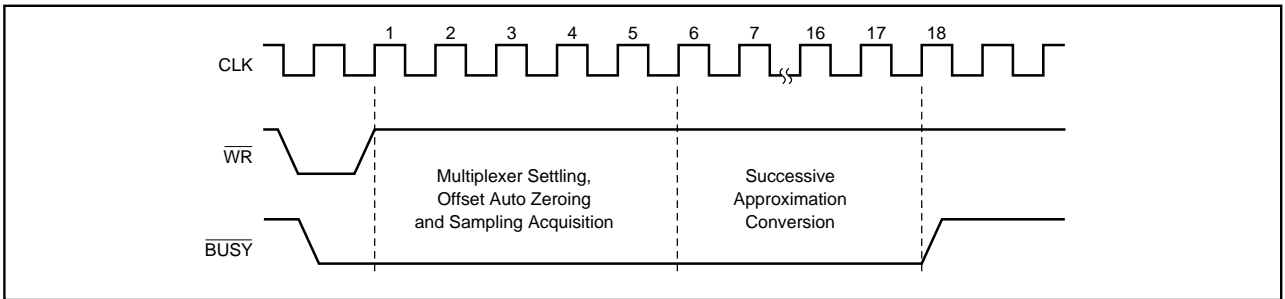 1 2 3 4 5 6 7 16 17 18
CLK
WR
Multiplexer Settling,
Offset Auto Zeroing
and Sampling Acquisition
Successive
Approximation
Conversion
BUSY